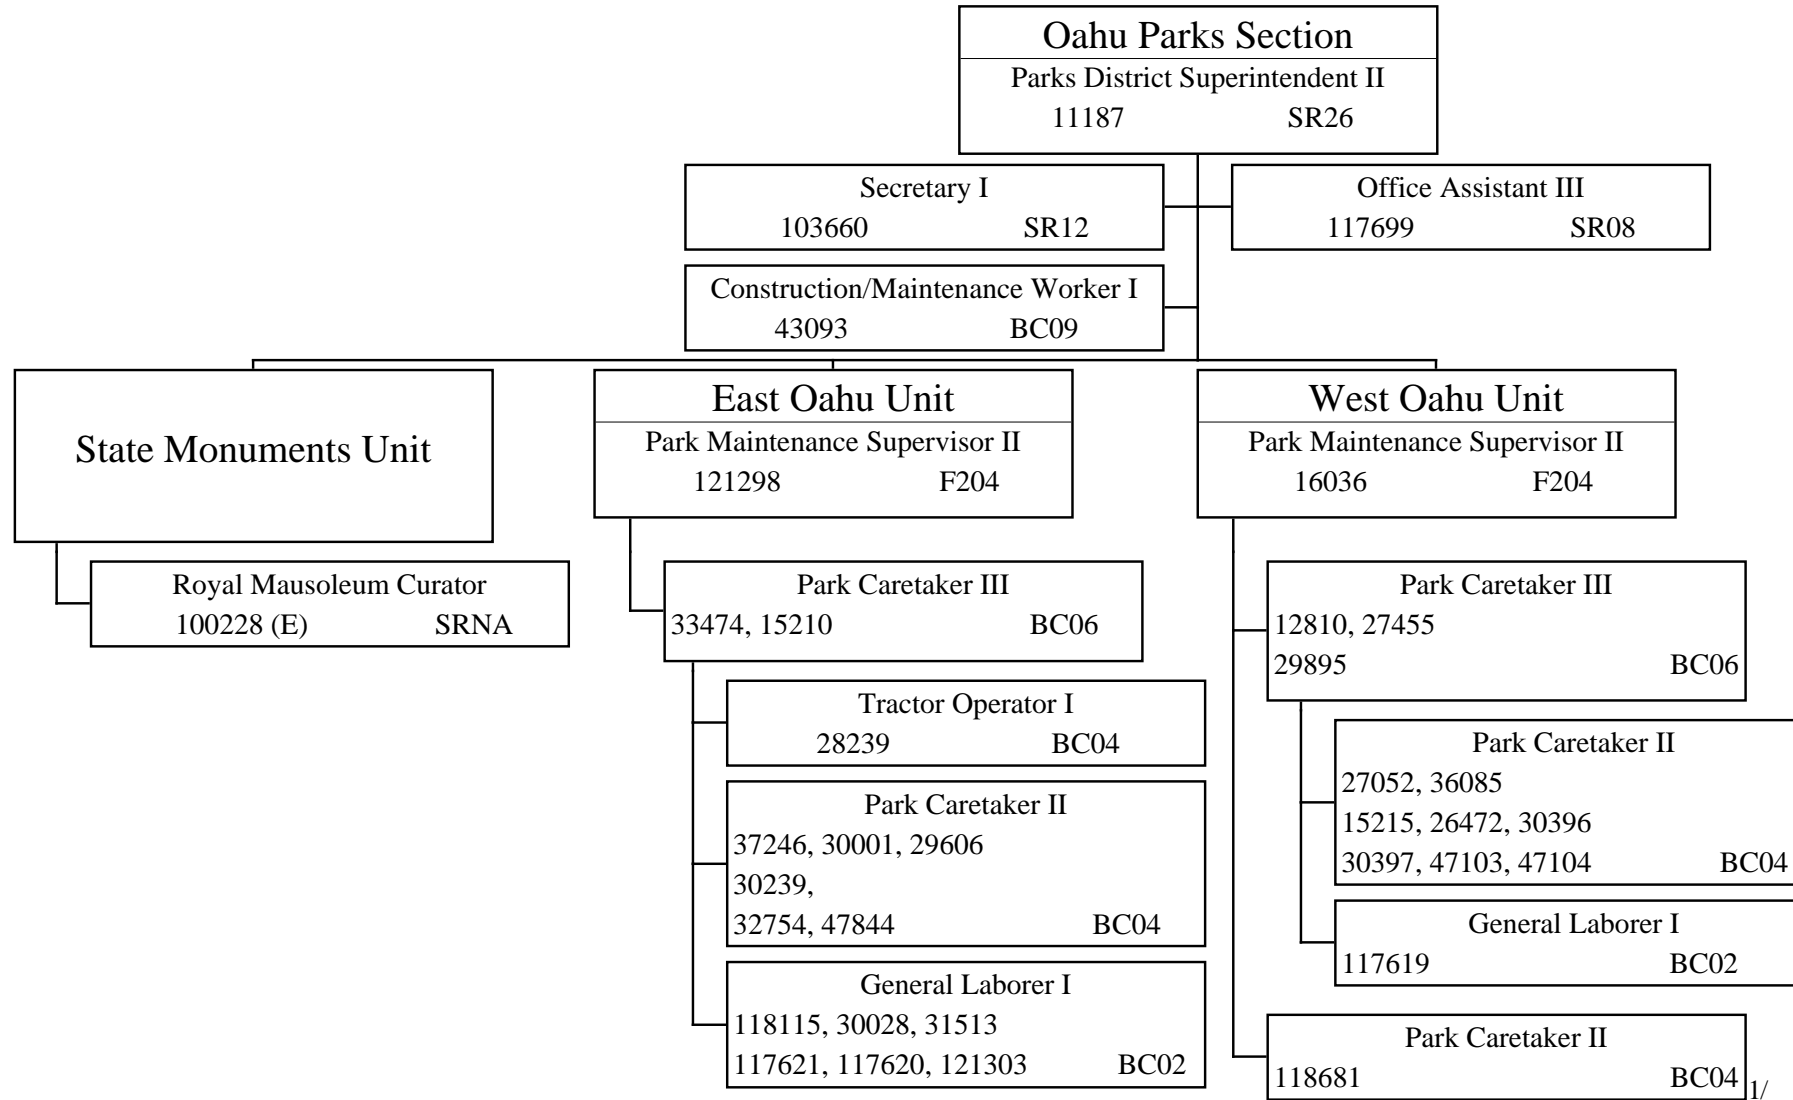 Oahu Parks Section
Parks District Superintendent II
11187 SR26
Secretary I
103660 SR12
Office Assistant III
117699 SR08
Construction/Maintenance Worker I
43093 BC09
State Monuments Unit
Royal Mausoleum Curator
100228 (E) SRNA
East Oahu Unit
Park Maintenance Supervisor II
121298 F204
Park Caretaker III
33474, 15210 BC06
Tractor Operator I
28239 BC04
Park Caretaker II
37246, 30001, 29606
30239,
32754, 47844 BC04
General Laborer I
118115, 30028, 31513
117621, 117620, 121303 BC02
West Oahu Unit
Park Maintenance Supervisor II
16036 F204
Park Caretaker III
12810, 27455
29895 BC06
Park Caretaker II
27052, 36085
15215, 26472, 30396
30397, 47103, 47104 BC04
General Laborer I
117619 BC02
Park Caretaker II
118681 BC04 1/